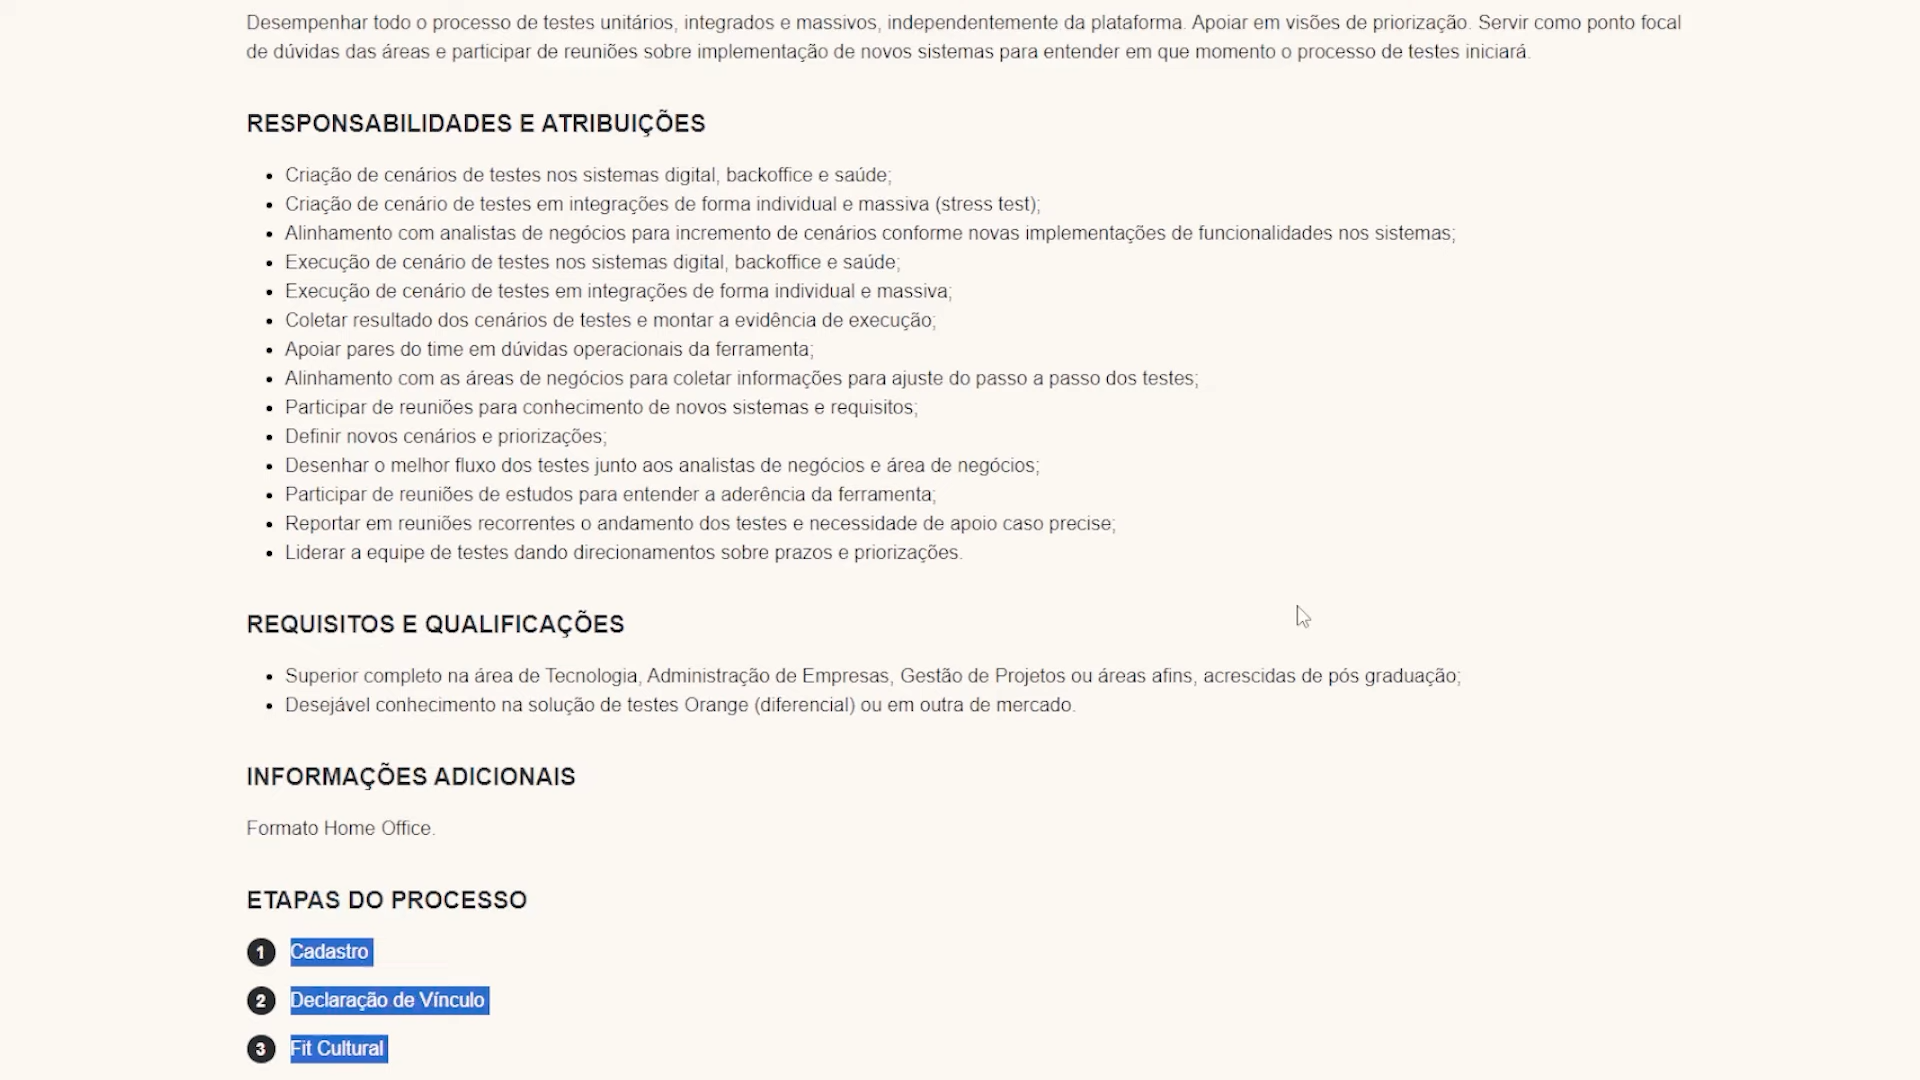 Desempenhar todo o processo de testes unitários, integrados e massivos, independentemente da plataforma. Apoiar em visões de priorização. Servir como ponto focal
de dúvidas das áreas e participar de reuniões sobre implementação de novos sistemas para entender em que momento o processo de testes iniciará.
RESPONSABILIDADES E ATRIBUIÇÕES
Criação de cenários de testes nos sistemas digital, backoffice e saúde;
Criação de cenário de testes em integrações de forma individual e massiva (stress test);
Alinhamento com analistas de negócios para incremento de cenários conforme novas implementações de funcionalidades nos sistemas;
Execução de cenário de testes nos sistemas digital, backoffice e saúde;
Execução de cenário de testes em integrações de forma individual e massiva;
Coletar resultado dos cenários de testes e montar a evidência de execução;
Apoiar pares do time em dúvidas operacionais da ferramenta;
Alinhamento com as áreas de negócios para coletar informações para ajuste do passo a passo dos testes;
Participar de reuniões para conhecimento de novos sistemas e requisitos;
Definir novos cenários e priorizações;
Desenhar o melhor fluxo dos testes junto aos analistas de negócios e área de negócios;
Participar de reuniões de estudos para entender a aderência da ferramenta;
Reportar em reuniões recorrentes o andamento dos testes e necessidade de apoio caso precise;
Liderar a equipe de testes dando direcionamentos sobre prazos e priorizações.
REQUISITOS E QUALIFICAÇÕES
Superior completo na área de Tecnologia, Administração de Empresas, Gestão de Projetos ou áreas afins, acrescidas de pós graduação;
Desejável conhecimento na solução de testes Orange (diferencial) ou em outra de mercado.
INFORMAÇÕES ADICIONAIS
Formato Home Office.
ETAPAS DO PROCESSO
1 Cadastro
2 Declaração de Vínculo
3 Fit Cultural